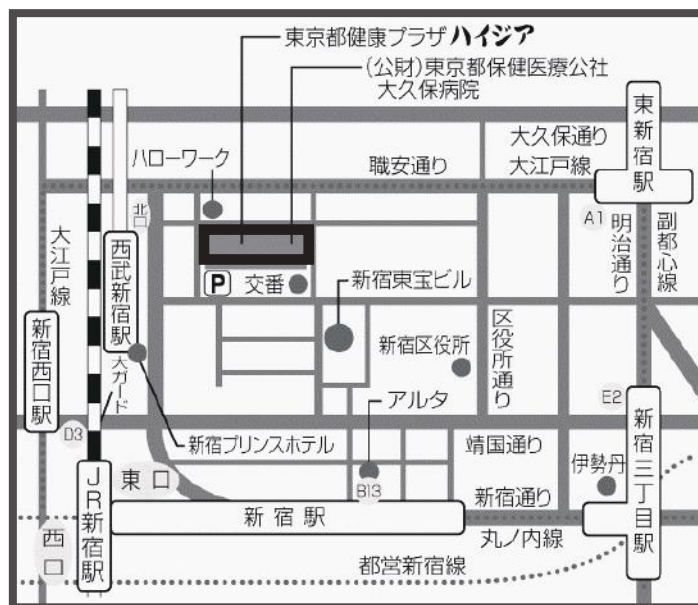 東京都健康プラザ ハイジア
(公財)東京都保健医療公社
大久保病院
東新宿駅
大久保通り
ハローワーク
職安通り
大江戸線
北口
A1
明治通り
副都心線
大江戸線
西武新宿駅
P
交番
新宿東宝ビル
新宿西口駅
大ガード
新宿区役所
区役所通り
アルタ
E2
D3
新宿プリンスホテル
靖国通り
新宿三丁目駅
伊勢丹
東口
B13
新宿通り
JR新宿駅
新宿駅
丸ノ内線
西口
都営新宿線